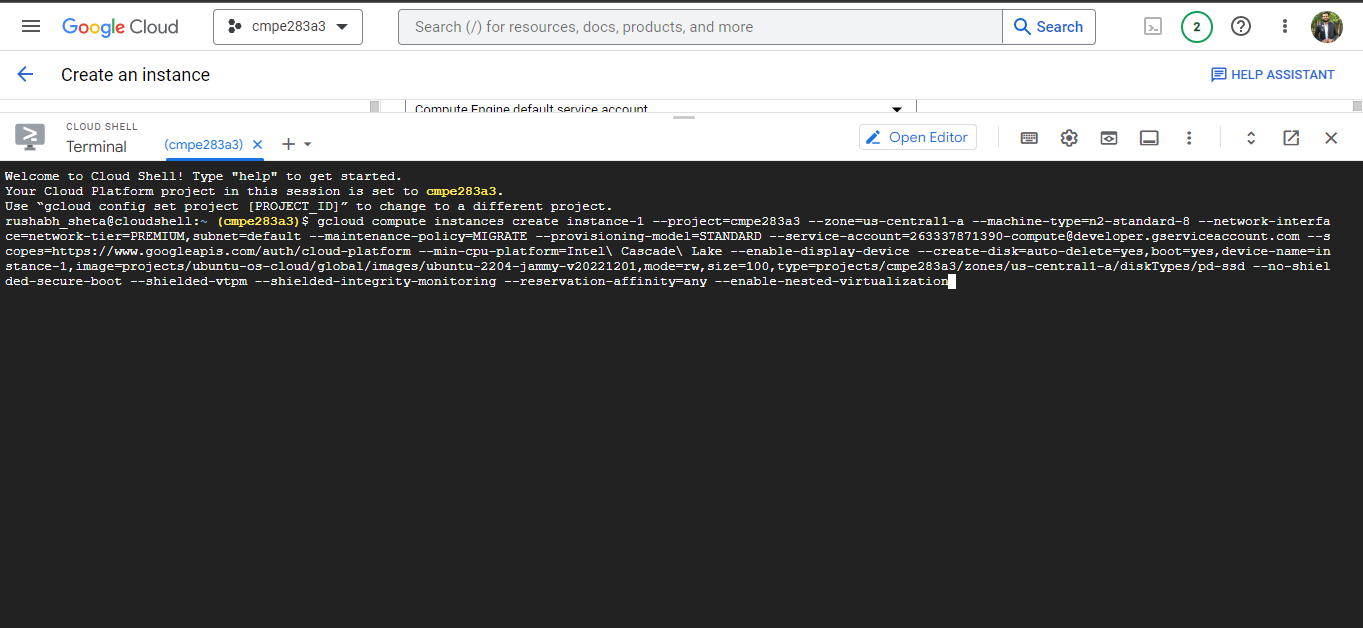 Google Cloud
cmpe283a3
Search (/) for resources, docs, products, and more
Search
2
Create an instance
HELP ASSISTANT
Compute Engine default service account
CLOUD SHELL
Terminal
(cmpe283a3)
Open Editor
Welcome to Cloud Shell! Type "help" to get started.
Your Cloud Platform project in this session is set to cmpe283a3.
Use “gcloud config set project [PROJECT_ID]” to change to a different project.
rushabh_sheta@cloudshell:~ (cmpe283a3)$ gcloud compute instances create instance-1 --project=cmpe283a3 --zone=us-central1-a --machine-type=n2-standard-8 --network-interfa
ce=network-tier=PREMIUM,subnet=default --maintenance-policy=MIGRATE --provisioning-model=STANDARD --service-account=263337871390-compute@developer.gserviceaccount.com --s
copes=https://www.googleapis.com/auth/cloud-platform --min-cpu-platform=Intel\ Cascade\ Lake --enable-display-device --create-disk=auto-delete=yes,boot=yes,device-name=in
stance-1,image=projects/ubuntu-os-cloud/global/images/ubuntu-2204-jammy-v20221201,mode=rw,size=100,type=projects/cmpe283a3/zones/us-central1-a/diskTypes/pd-ssd --no-shiel
ded-secure-boot --shielded-vtpm --shielded-integrity-monitoring --reservation-affinity=any --enable-nested-virtualization